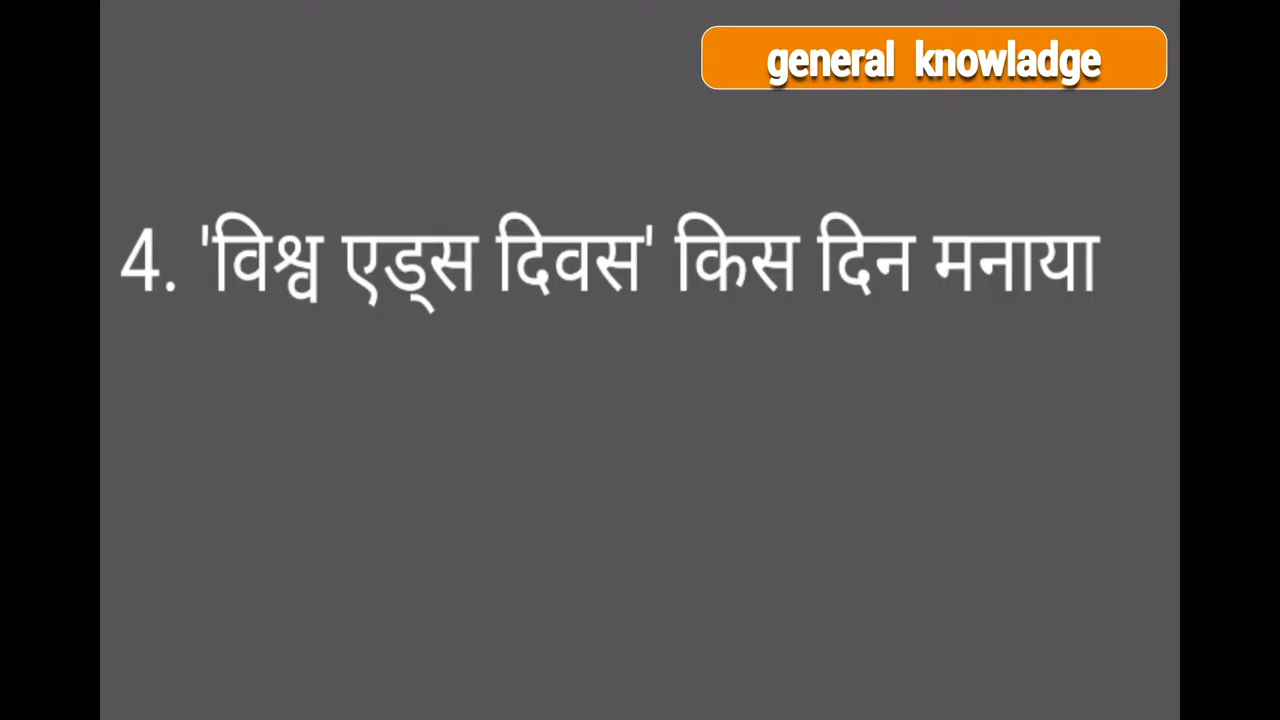 general knowladge
4. 'विश्व एड्स दिवस' किस दिन मनाया